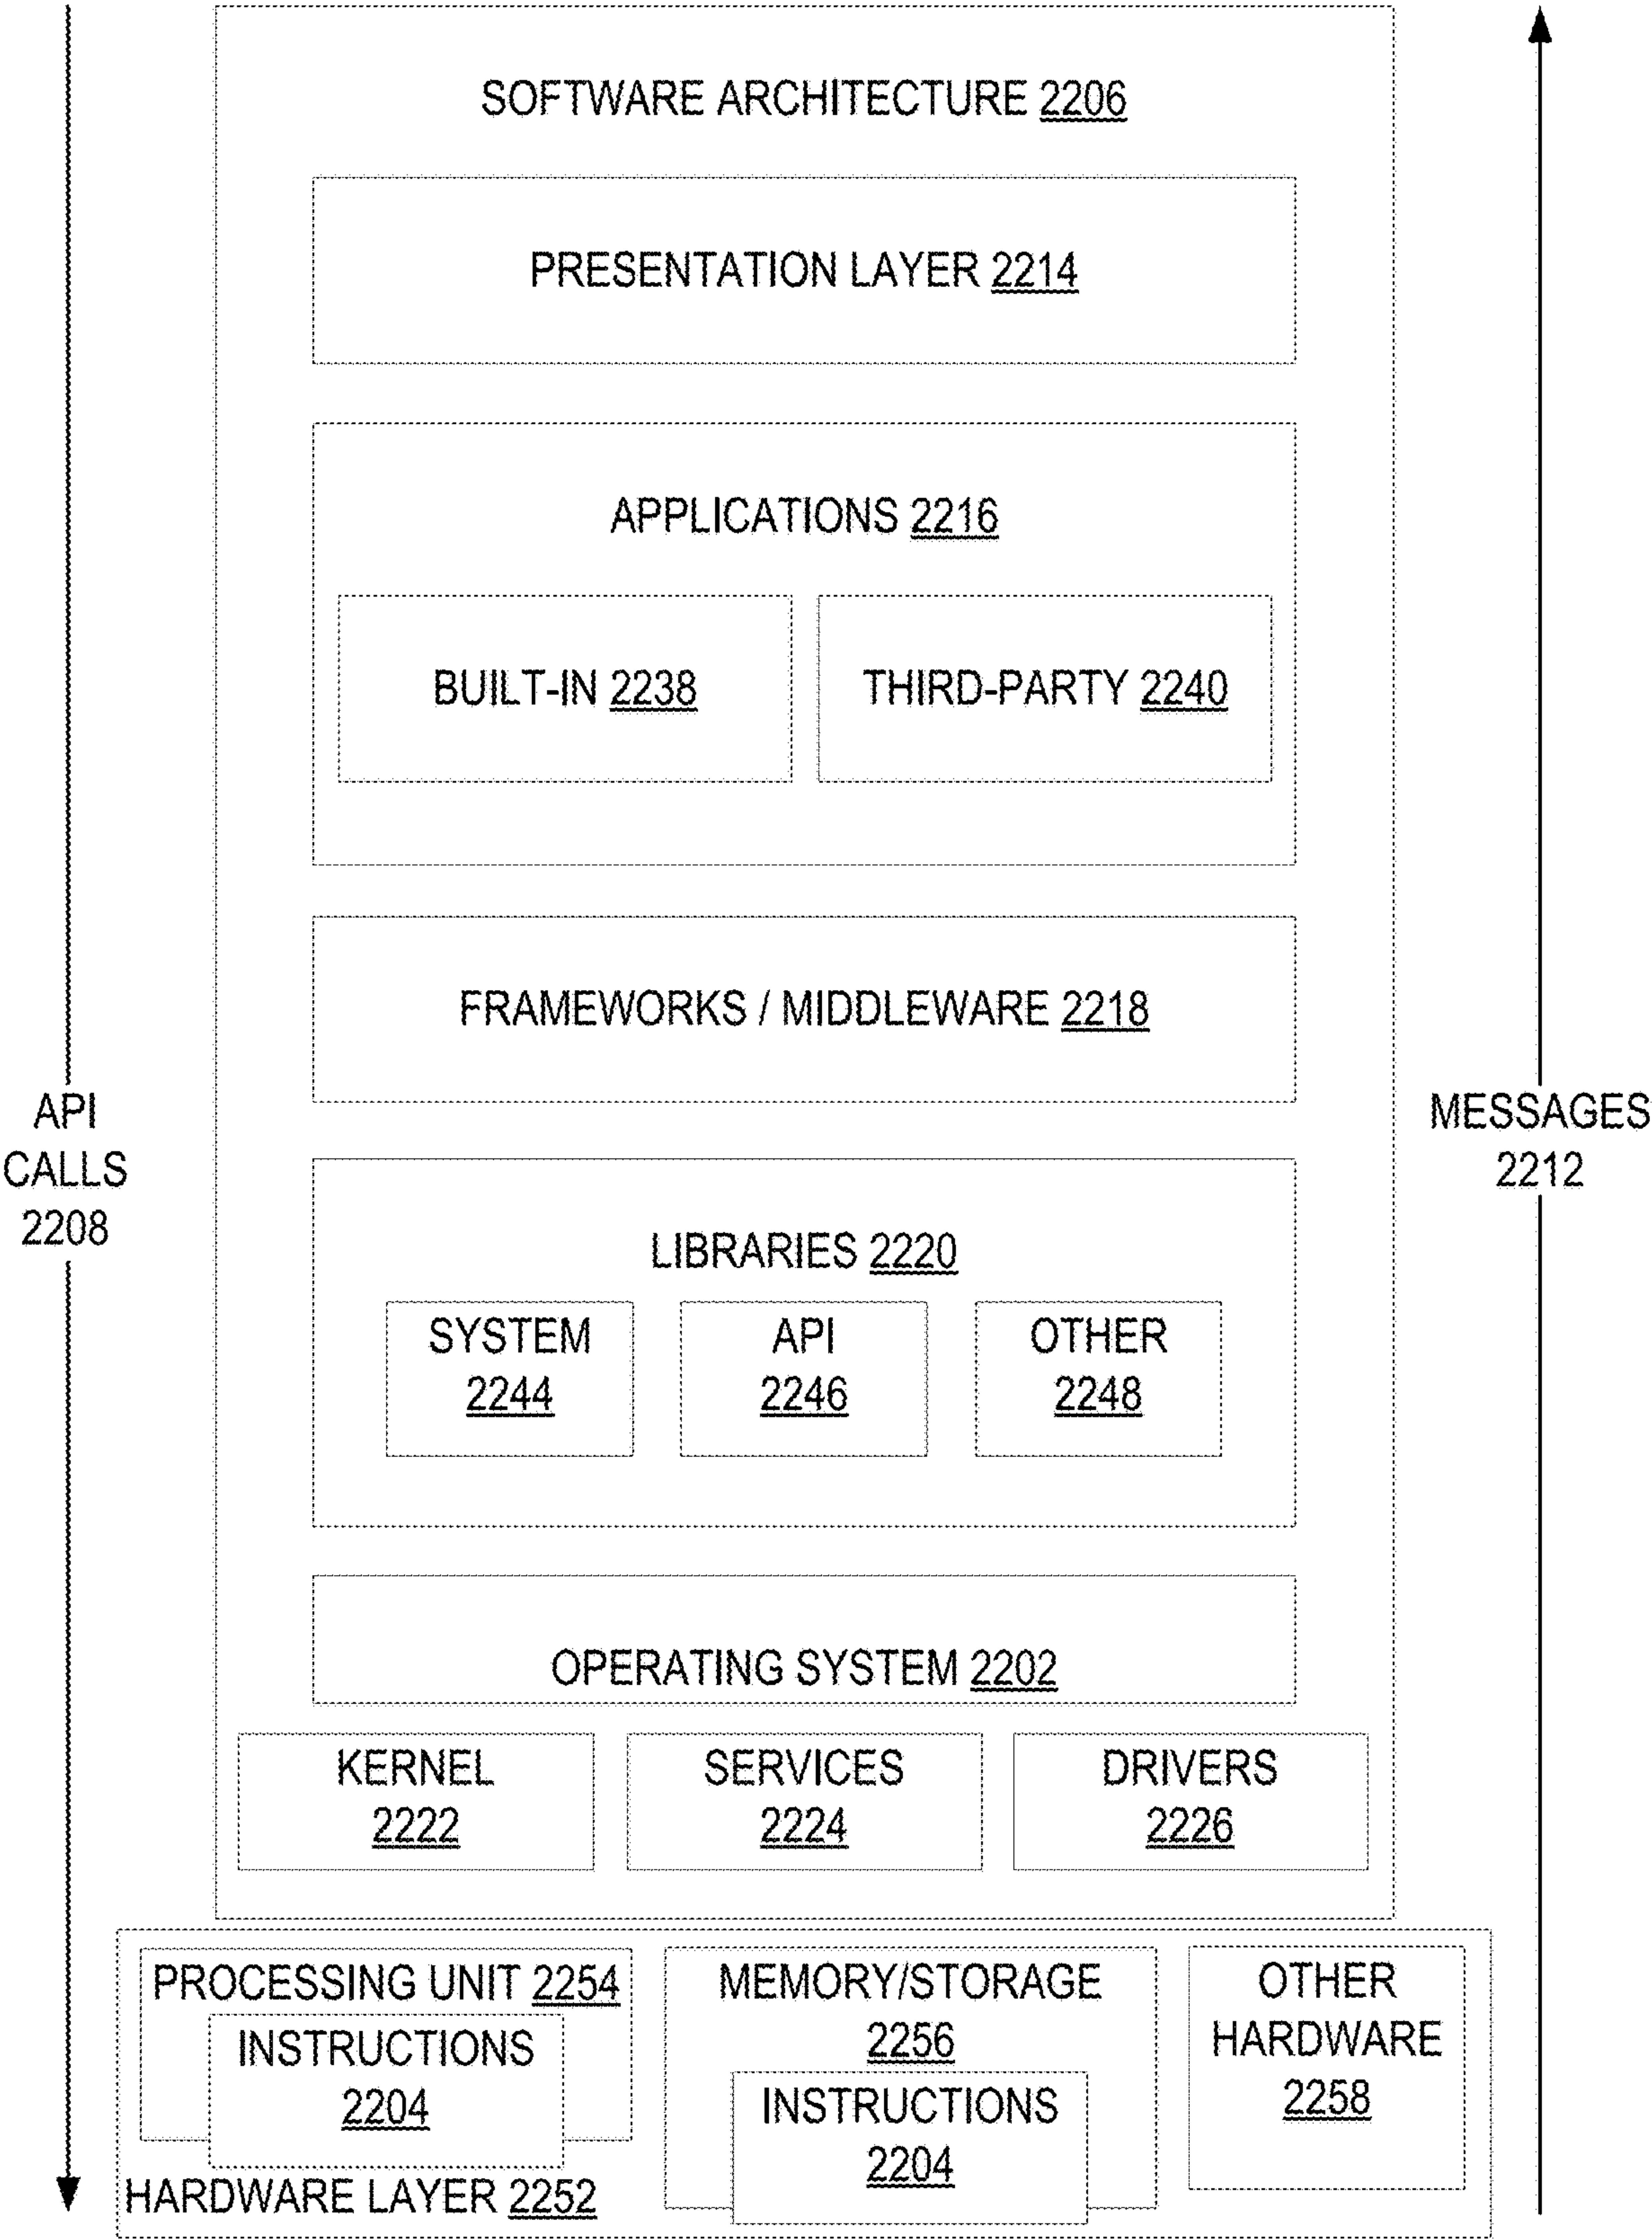 SOFTWARE ARCHITECTURE 2206
PRESENTATION LAYER 2214
APPLICATIONS 2216
BUILT-IN 2238
THIRD-PARTY 2240
FRAMEWORKS / MIDDLEWARE 2218
API
CALLS
2208
MESSAGES
2212
LIBRARIES 2220
SYSTEM
2244
API
2246
OTHER
2248
OPERATING SYSTEM 2202
KERNEL
2222
SERVICES
2224
DRIVERS
2226
PROCESSING UNIT 2254
INSTRUCTIONS
2204
MEMORY/STORAGE
2256
INSTRUCTIONS
2204
OTHER
HARDWARE
2258
HARDWARE LAYER 2252